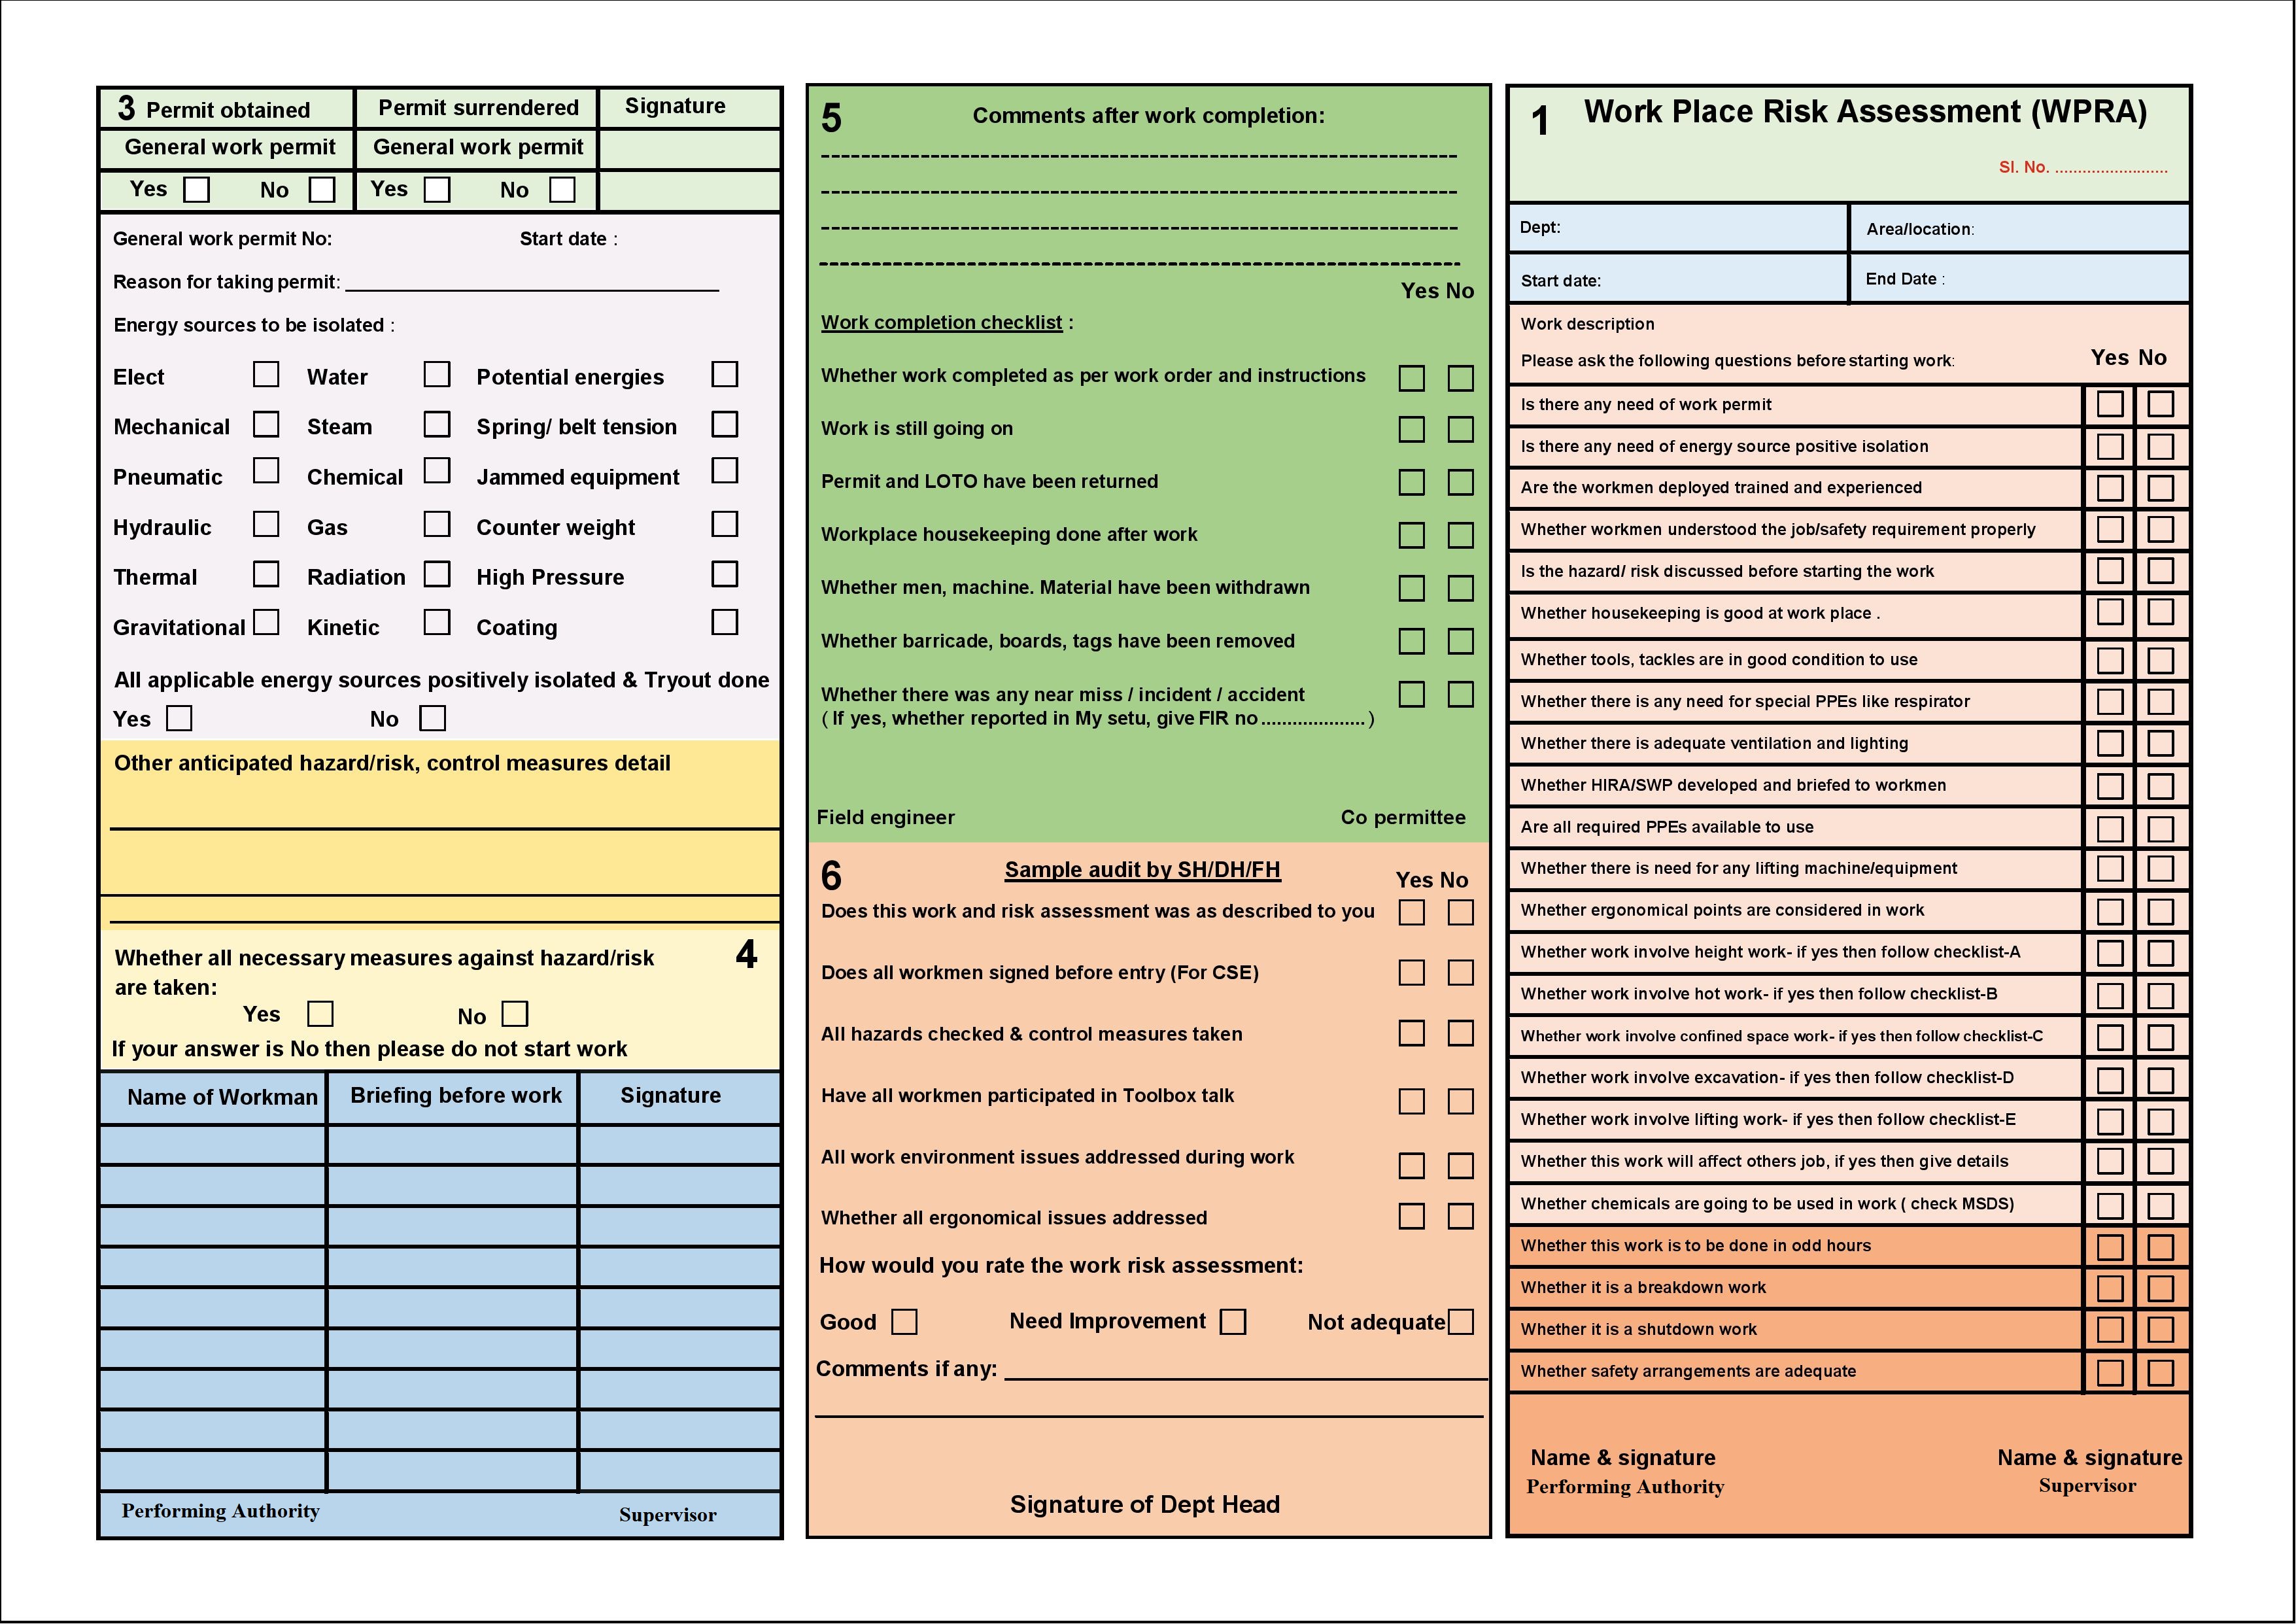 3 Permit obtained Permit surrendered Signature
General work permit General work permit
Yes No Yes No
General work permit No: Start date :
Reason for taking permit:
Energy sources to be isolated :
Elect Water Potential energies
Mechanical Steam Spring/ belt tension
Pneumatic Chemical Jammed equipment
Hydraulic Gas Counter weight
Thermal Radiation High Pressure
Gravitational Kinetic Coating
All applicable energy sources positively isolated & Tryout done
Yes No
Other anticipated hazard/risk, control measures detail
4
Whether all necessary measures against hazard/risk
are taken:
Yes No
If your answer is No then please do not start work
Name of Workman Briefing before work Signature
Performing Authority Supervisor
5 Comments after work completion:
Yes No
Work completion checklist :
Whether work completed as per work order and instructions
Work is still going on
Permit and LOTO have been returned
Workplace housekeeping done after work
Whether men, machine. Material have been withdrawn
Whether barricade, boards, tags have been removed
Whether there was any near miss / incident / accident
( If yes, whether reported in My setu, give FIR no....................)
Field engineer Co permittee
6 Sample audit by SH/DH/FH Yes No
Does this work and risk assessment was as described to you
Does all workmen signed before entry (For CSE)
All hazards checked & control measures taken
Have all workmen participated in Toolbox talk
All work environment issues addressed during work
Whether all ergonomical issues addressed
How would you rate the work risk assessment:
Good Need Improvement Not adequate
Comments if any:
Signature of Dept Head
1 Work Place Risk Assessment (WPRA)
Sl. No. .........................
Dept: Area/location:
Start date: End Date :
Work description
Please ask the following questions before starting work: Yes No
Is there any need of work permit
Is there any need of energy source positive isolation
Are the workmen deployed trained and experienced
Whether workmen understood the job/safety requirement properly
Is the hazard/ risk discussed before starting the work
Whether housekeeping is good at work place .
Whether tools, tackles are in good condition to use
Whether there is any need for special PPEs like respirator
Whether there is adequate ventilation and lighting
Whether HIRA/SWP developed and briefed to workmen
Are all required PPEs available to use
Whether there is need for any lifting machine/equipment
Whether ergonomical points are considered in work
Whether work involve height work- if yes then follow checklist-A
Whether work involve hot work- if yes then follow checklist-B
Whether work involve confined space work- if yes then follow checklist-C
Whether work involve excavation- if yes then follow checklist-D
Whether work involve lifting work- if yes then follow checklist-E
Whether this work will affect others job, if yes then give details
Whether chemicals are going to be used in work ( check MSDS)
Whether this work is to be done in odd hours
Whether it is a breakdown work
Whether it is a shutdown work
Whether safety arrangements are adequate
Name & signature Name & signature
Performing Authority Supervisor